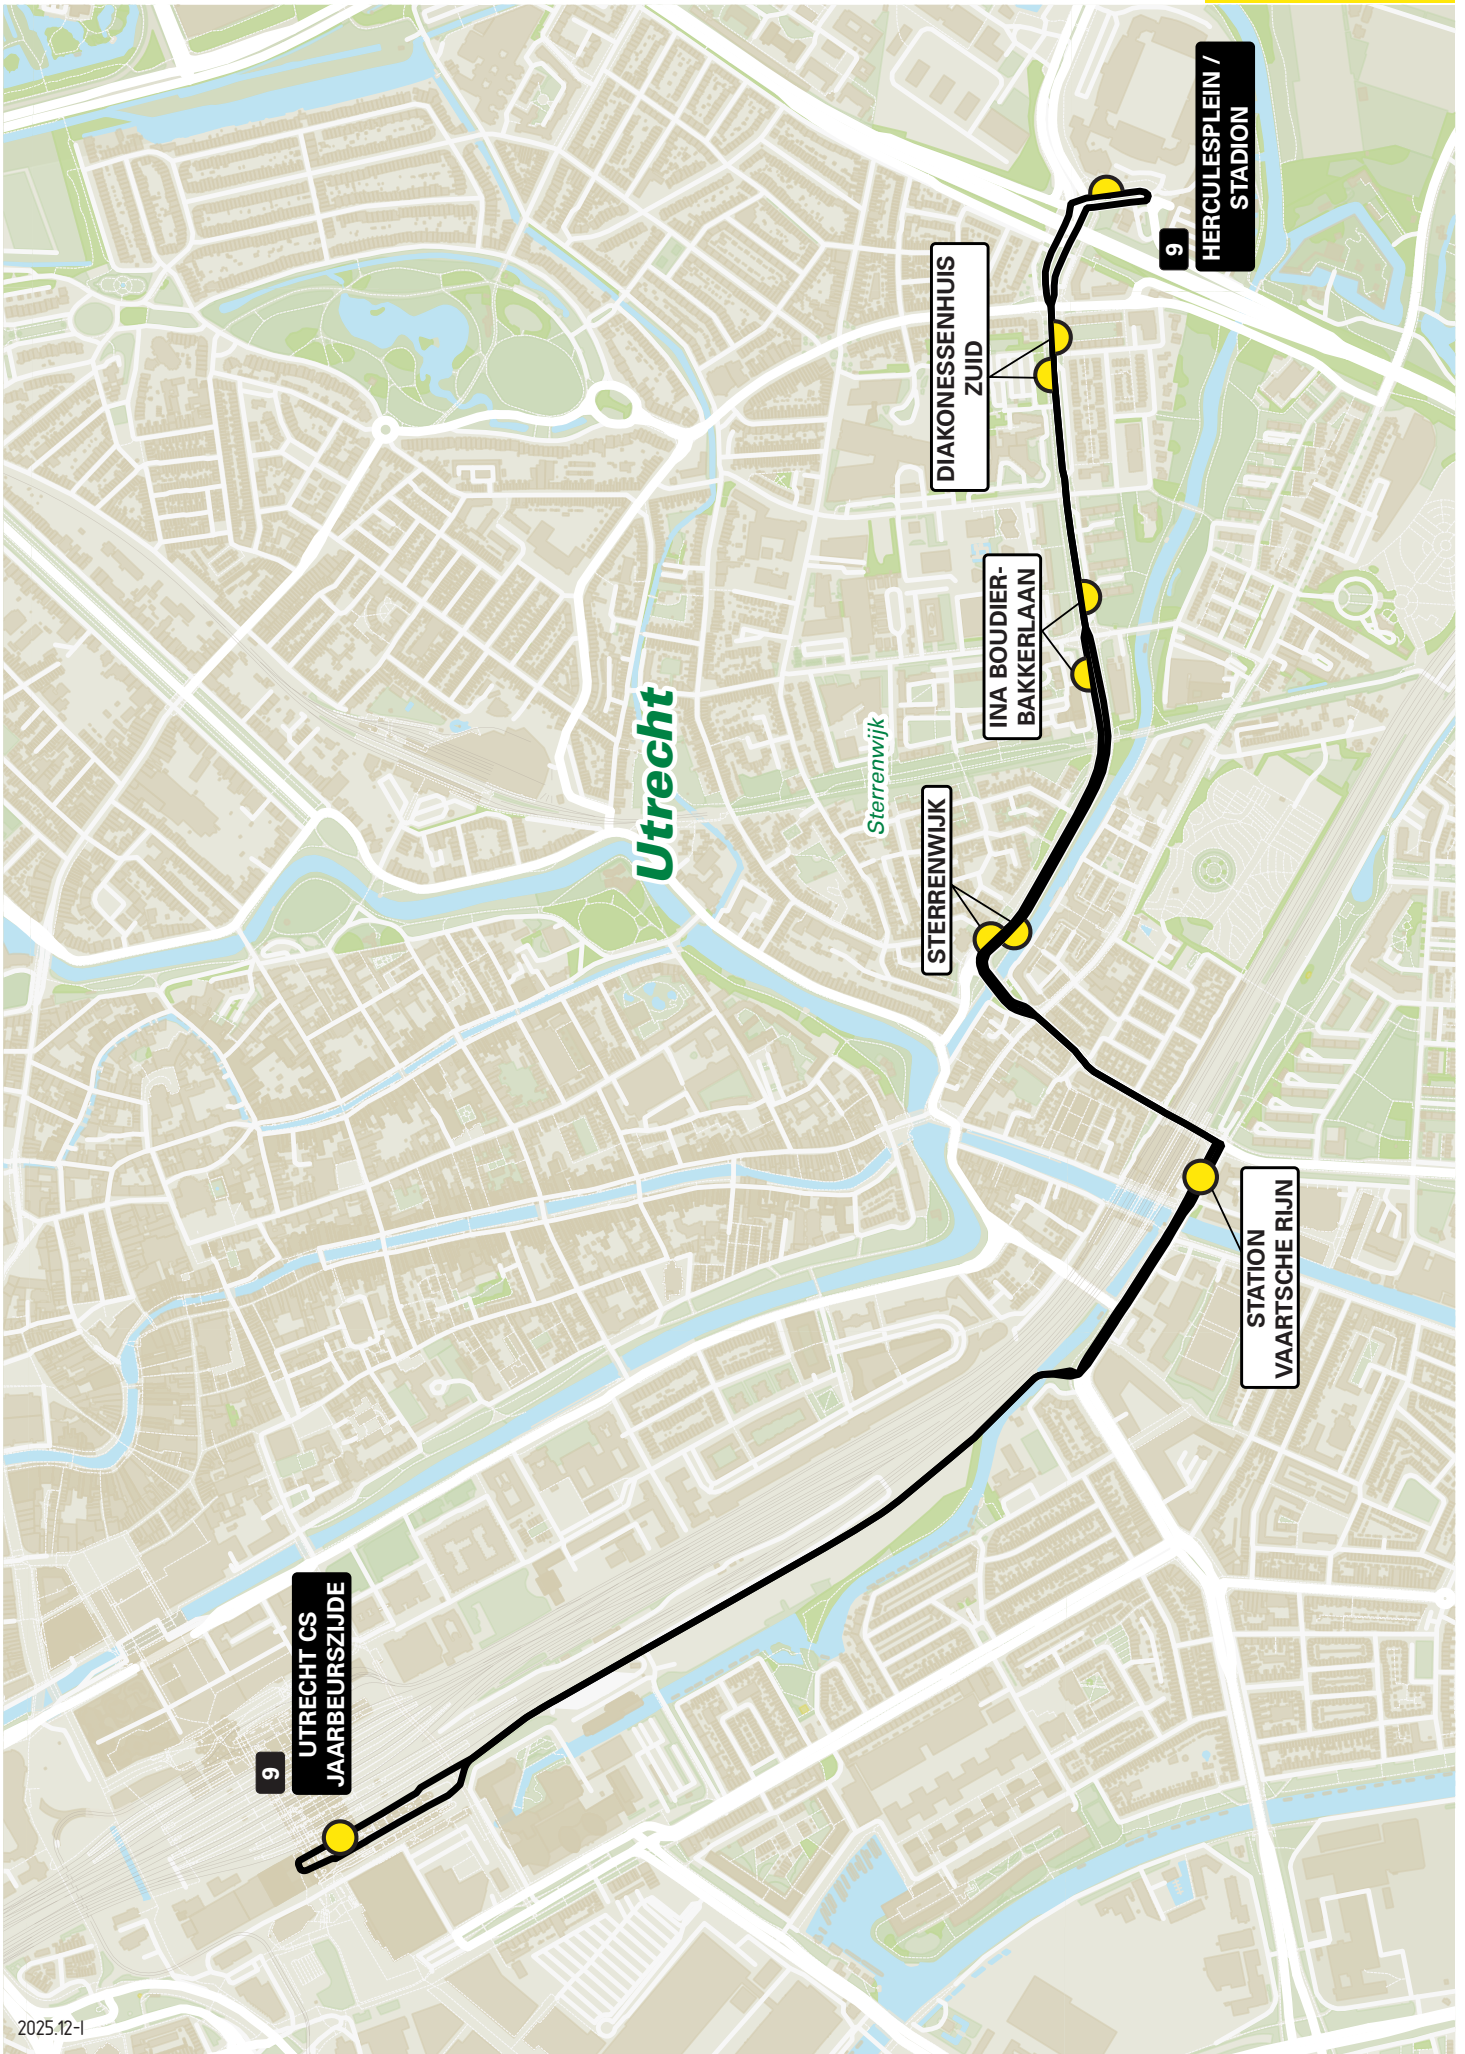 9
UTRECHT CS
JAARBEURSZIJDE
STATION
VAARTSCHE RIJN
STERRENWIJK
Utrecht
Sterrenwijk
INA BOUDIER-
BAKKERLAAN
DIAKONESSENHUIS
ZUID
9
HERCULESPLEIN /
STADION
2025.12-I